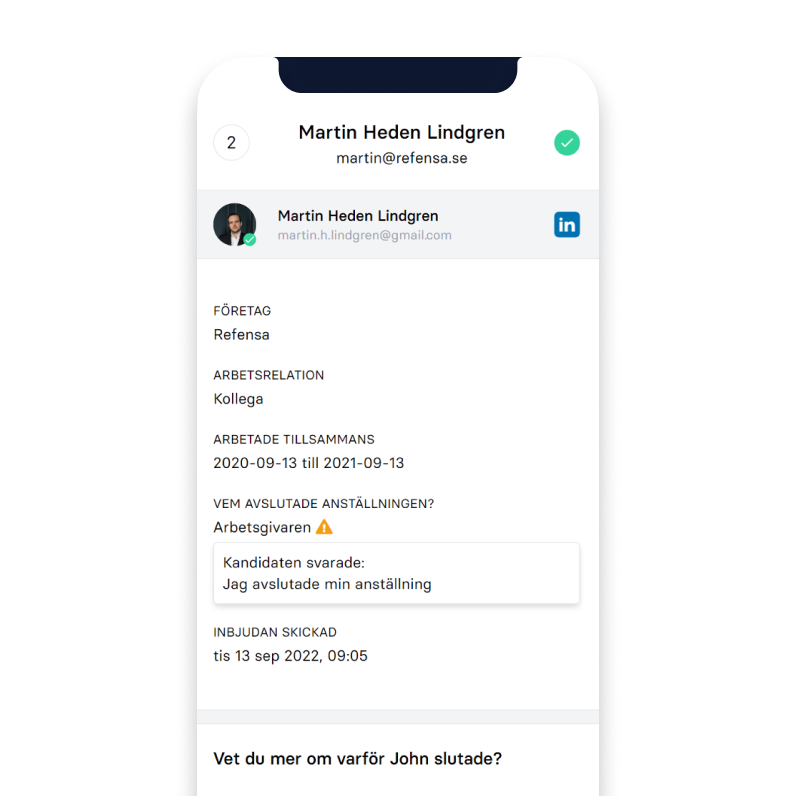 2
Martin Heden Lindgren
martin@refensa.se
Martin Heden Lindgren
martin.h.lindgren@gmail.com
in
FÖRETAG
Refensa
ARBETSRELATION
Kollega
ARBETADE TILLSAMMANS
2020-09-13 till 2021-09-13
VEM AVSLUTADE ANSTÄLLNINGEN?
Arbetsgivaren
Kandidaten svarade:
Jag avslutade min anställning
INBJUDAN SKICKAD
tis 13 sep 2022, 09:05
Vet du mer om varför John slutade?